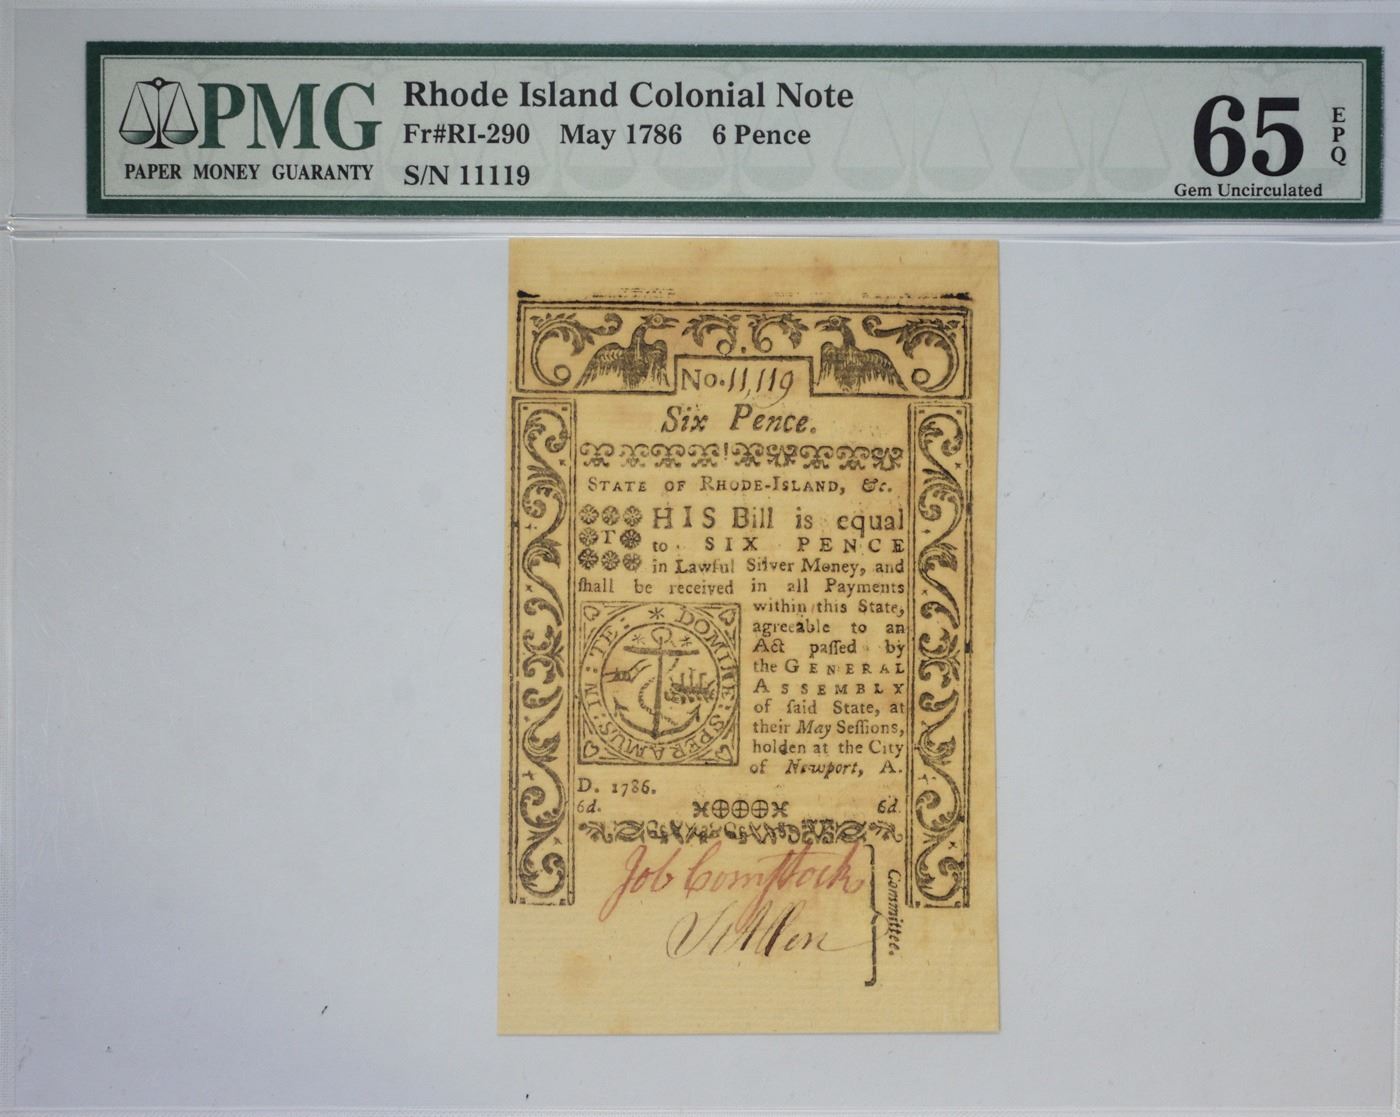 PMG
PAPER MONEY GUARANTY
Rhode Island Colonial Note
Fr#RI-290 May 1786 6 Pence
S/N 11119
65
EPQ
Gem Uncirculated
No. 11,119
Six Pence.
STATE OF RHODE-ISLAND, &c.
THIS Bill is equal
to SIX PENCE
in Lawful Silver Money, and
ſhall be received in all Payments
within this State,
agreeable to an
Act paſſed by
the GENERAL
ASSEMBLY
of ſaid State, at
their May Seſſions,
holden at the City
of Newport, A.
D. 1786.
IN : TE : DOMINE : SPERAMUS :
6d. 6d.
Job Comſtock
Committee.
Allen